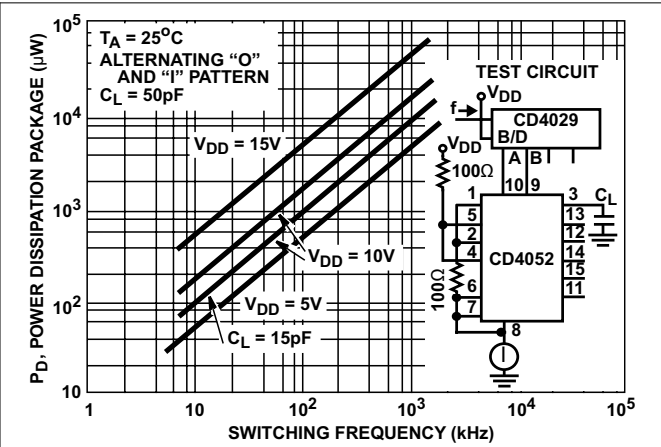 T_A = 25°C
ALTERNATING “O”
AND “I” PATTERN
C_L = 50pF
V_DD = 15V
V_DD = 10V
V_DD = 5V
C_L = 15pF
TEST CIRCUIT
f
V_DD
CD4029
B/D
A B
10 9
V_DD
100Ω
1
5
2
4
100Ω
6
7
8
CD4052
3
13
12
14
15
11
C_L
I
P_D, POWER DISSIPATION PACKAGE (μW)
10^5
10^4
10^3
10^2
10
1 10 10^2 10^3 10^4 10^5
SWITCHING FREQUENCY (kHz)